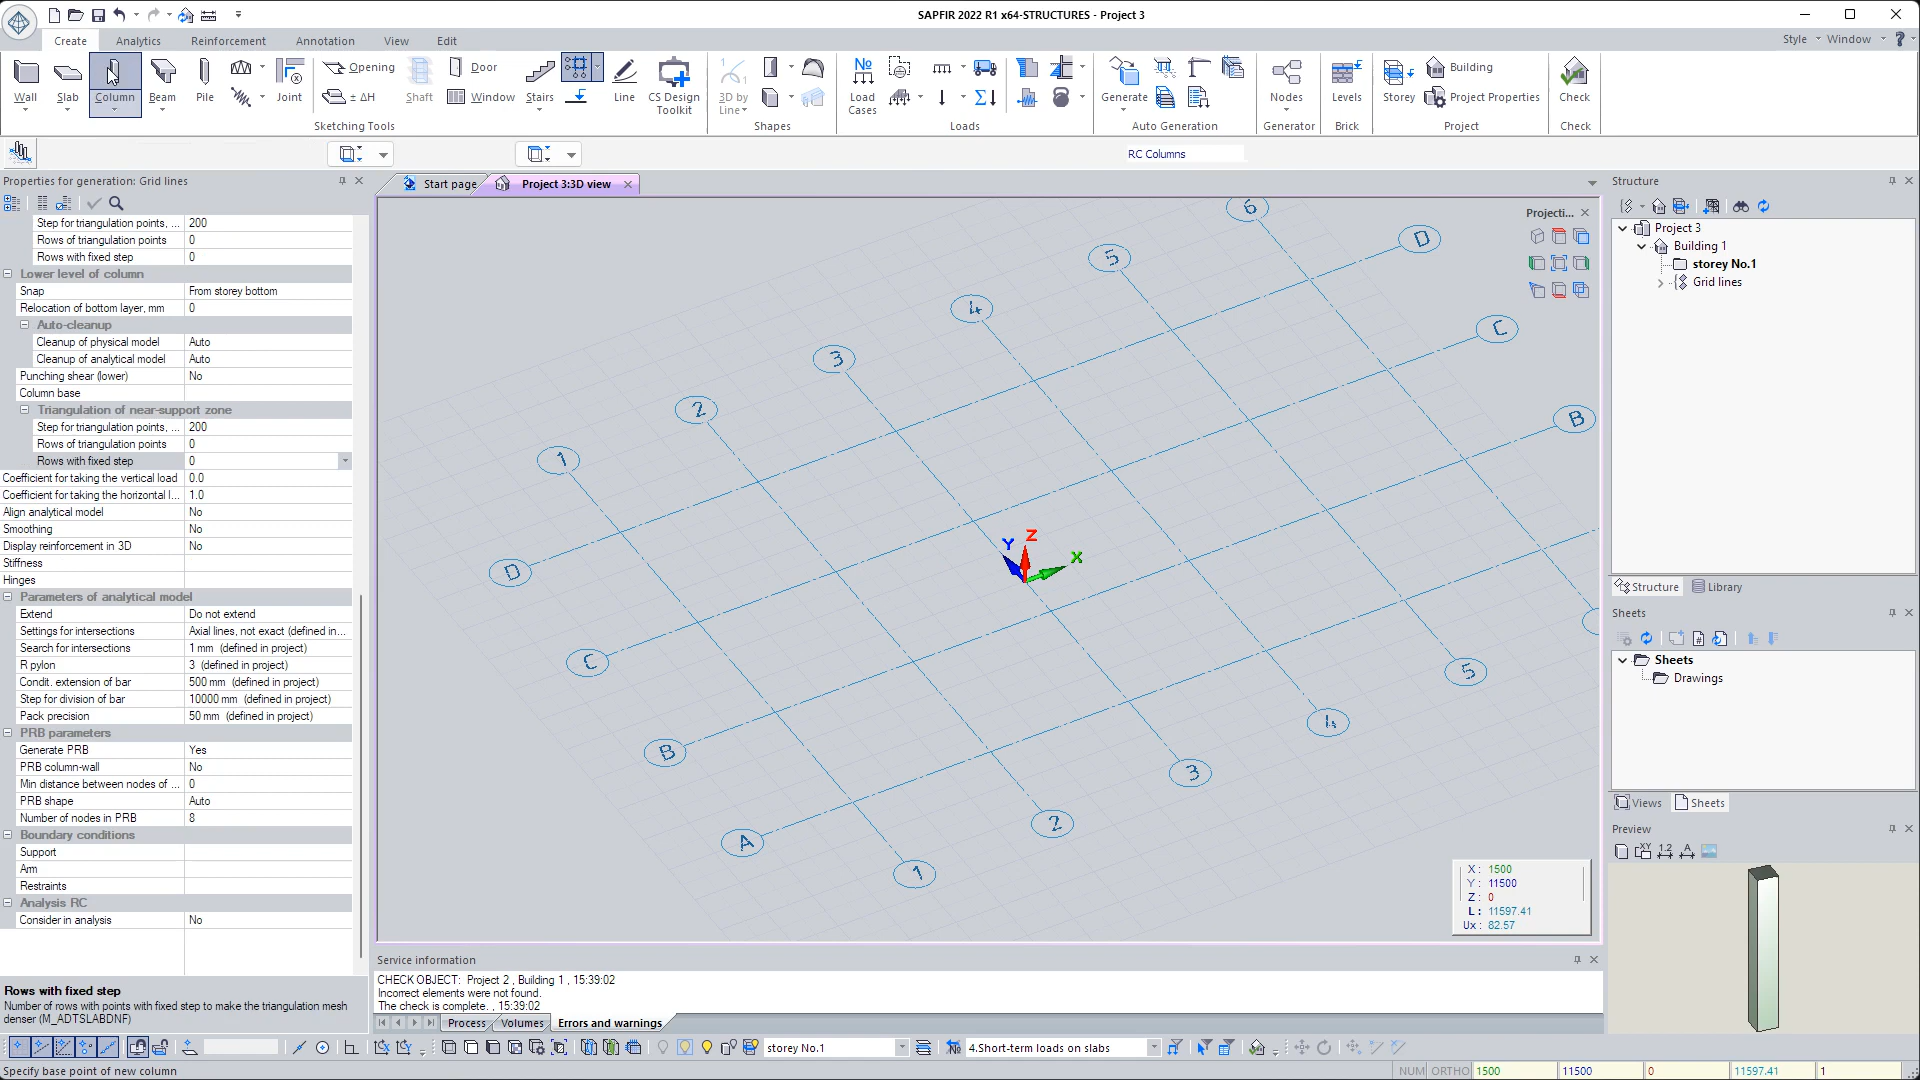 SAPFIR 2022 R1 x64-STRUCTURES - Project 3
Create Analytics Reinforcement Annotation View Edit
Style Window ?
Wall Slab Column Beam Pile Joint
Opening ± ΔH Shaft Door Window Stairs Line CS Design Toolkit
3D by Line
№ Load Cases
Generate Nodes Levels Storey Building Project Properties Check
Sketching Tools Shapes Loads Auto Generation Generator Brick Project Check
RC Columns
Properties for generation: Grid lines
Step for triangulation points, ... 200
Rows of triangulation points 0
Rows with fixed step 0
Lower level of column
Snap From storey bottom
Relocation of bottom layer, mm 0
Auto-cleanup
Cleanup of physical model Auto
Cleanup of analytical model Auto
Punching shear (lower) No
Column base
Triangulation of near-support zone
Step for triangulation points, ... 200
Rows of triangulation points 0
Rows with fixed step 0
Coefficient for taking the vertical load 0.0
Coefficient for taking the horizontal l... 1.0
Align analytical model No
Smoothing No
Display reinforcement in 3D No
Stiffness
Hinges
Parameters of analytical model
Extend Do not extend
Settings for intersections Axial lines, not exact (defined in...
Search for intersections 1 mm (defined in project)
R pylon 3 (defined in project)
Condit. extension of bar 500 mm (defined in project)
Step for division of bar 10000 mm (defined in project)
Pack precision 50 mm (defined in project)
PRB parameters
Generate PRB Yes
PRB column-wall No
Min distance between nodes of ... 0
PRB shape Auto
Number of nodes in PRB 8
Boundary conditions
Support
Arm
Restraints
Analysis RC
Consider in analysis No
Rows with fixed step
Number of rows with points with fixed step to make the triangulation mesh
denser (M_ADTSLABDNF)
Start page Project 3:3D view
Projecti...
6
D
5
4
C
3
2
B
1
Z
Y
X
D
C
5
4
B
3
2
A
1
X : 1500
Y : 11500
Z : 0
L : 11597.41
Ux : 82.57
Service information
CHECK OBJECT: Project 2 , Building 1 , 15:39:02
Incorrect elements were not found.
The check is complete. , 15:39:02
Process Volumes Errors and warnings
Structure
Project 3
Building 1
storey No.1
Grid lines
Structure Library
Sheets
Sheets
Drawings
Views Sheets
Preview
XY 1.2 A
storey No.1
№ 4.Short-term loads on slabs
Specify base point of new column
NUM ORTHO 1500 11500 0 11597.41 1